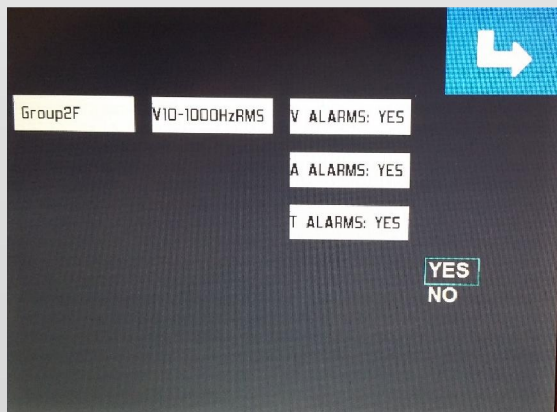 Group2F V10-1000HzRMS V ALARMS: YES
A ALARMS: YES
T ALARMS: YES
YES
NO